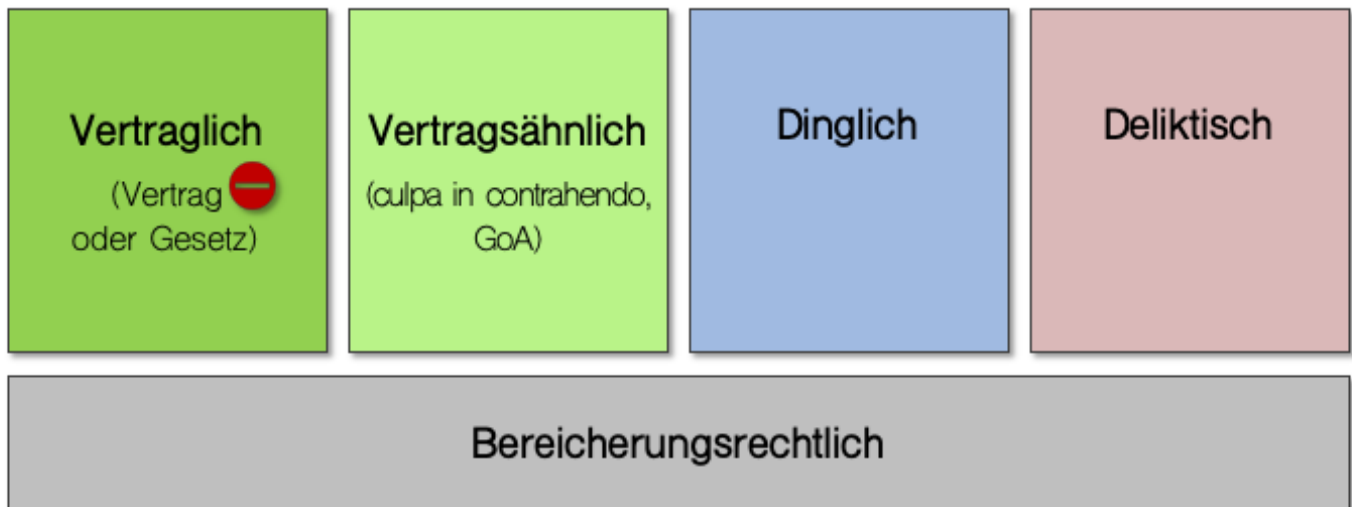 Vertraglich
(Vertrag
oder Gesetz)
Vertragsähnlich
(culpa in contrahendo,
GoA)
Dinglich
Deliktisch
Bereicherungsrechtlich